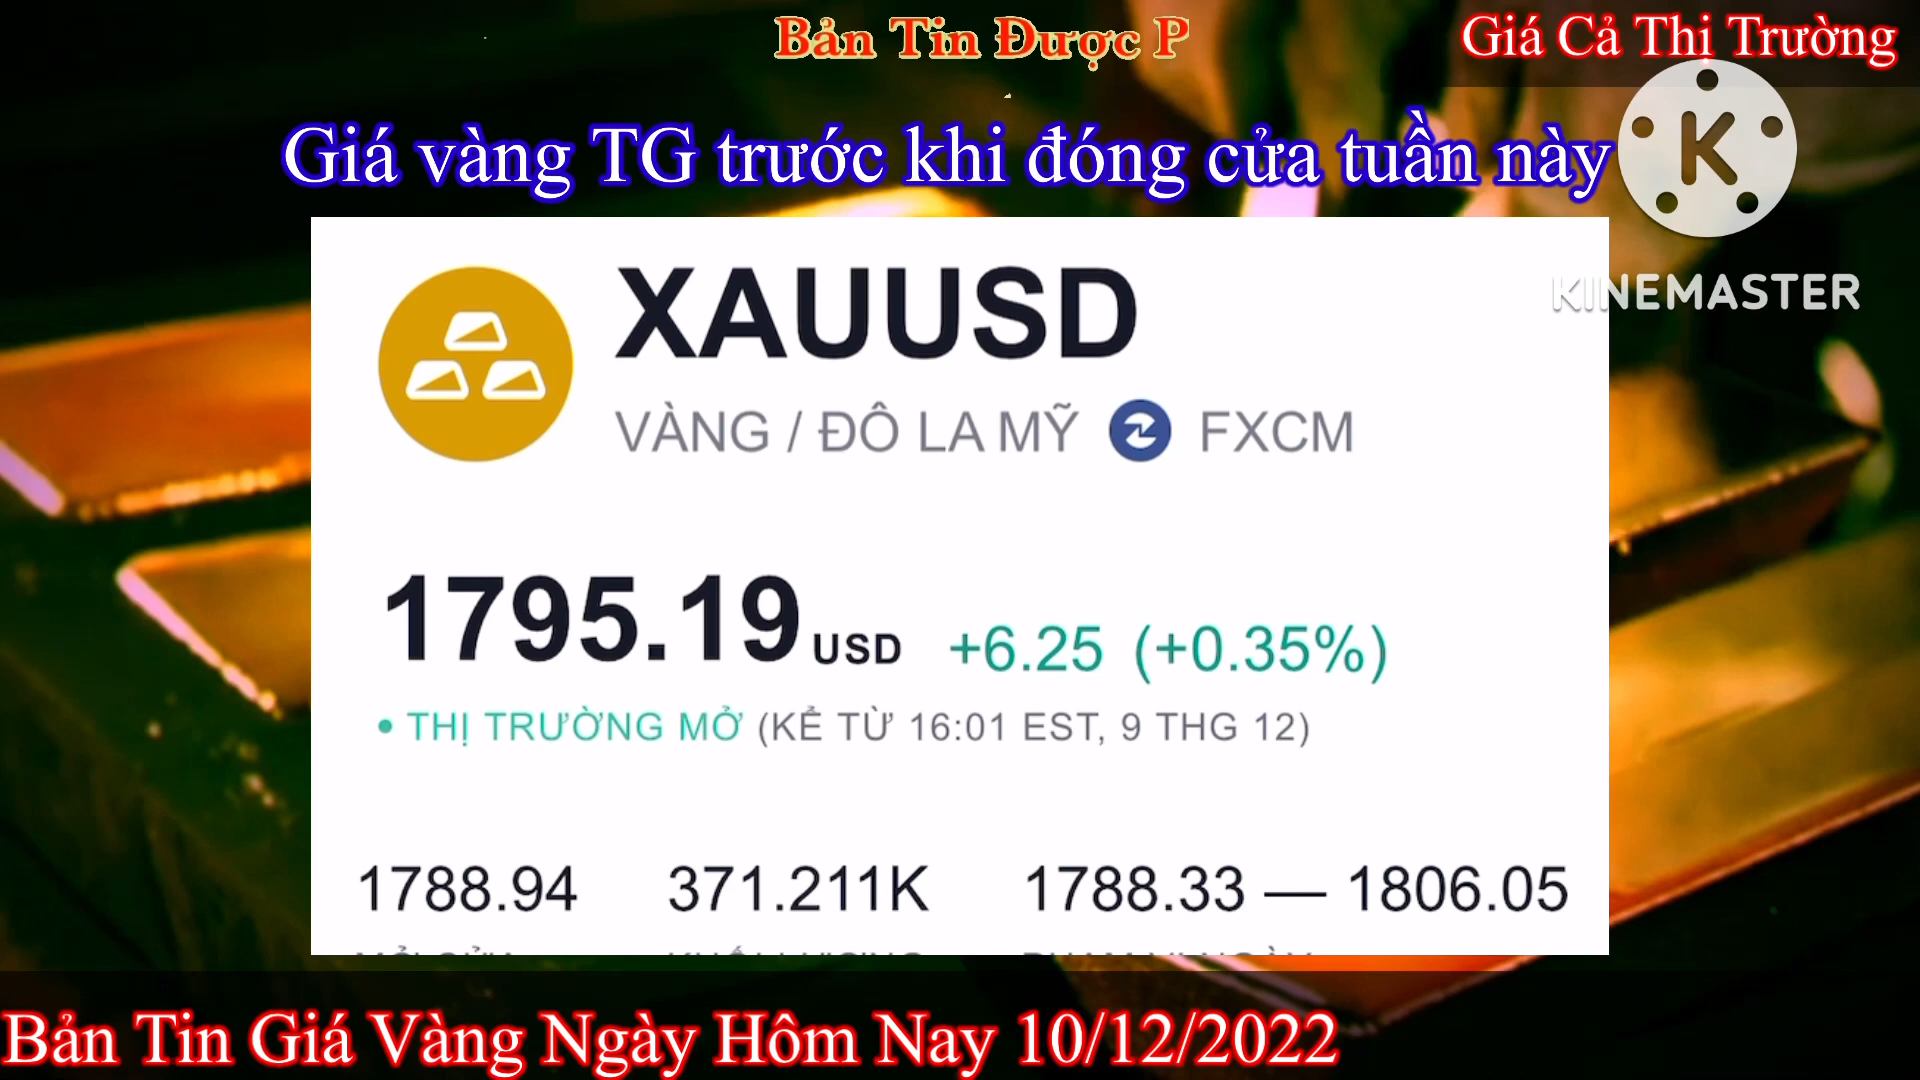 Bản Tin Được P
Giá Cả Thị Trường
Giá vàng TG trước khi đóng cửa tuần này
K
KINEMASTER
XAUUSD
VÀNG / ĐÔ LA MỸ FXCM
1795.19 USD +6.25 (+0.35%)
• THỊ TRƯỜNG MỞ (KỂ TỪ 16:01 EST, 9 THG 12)
1788.94 371.211K 1788.33 — 1806.05
Bản Tin Giá Vàng Ngày Hôm Nay 10/12/2022